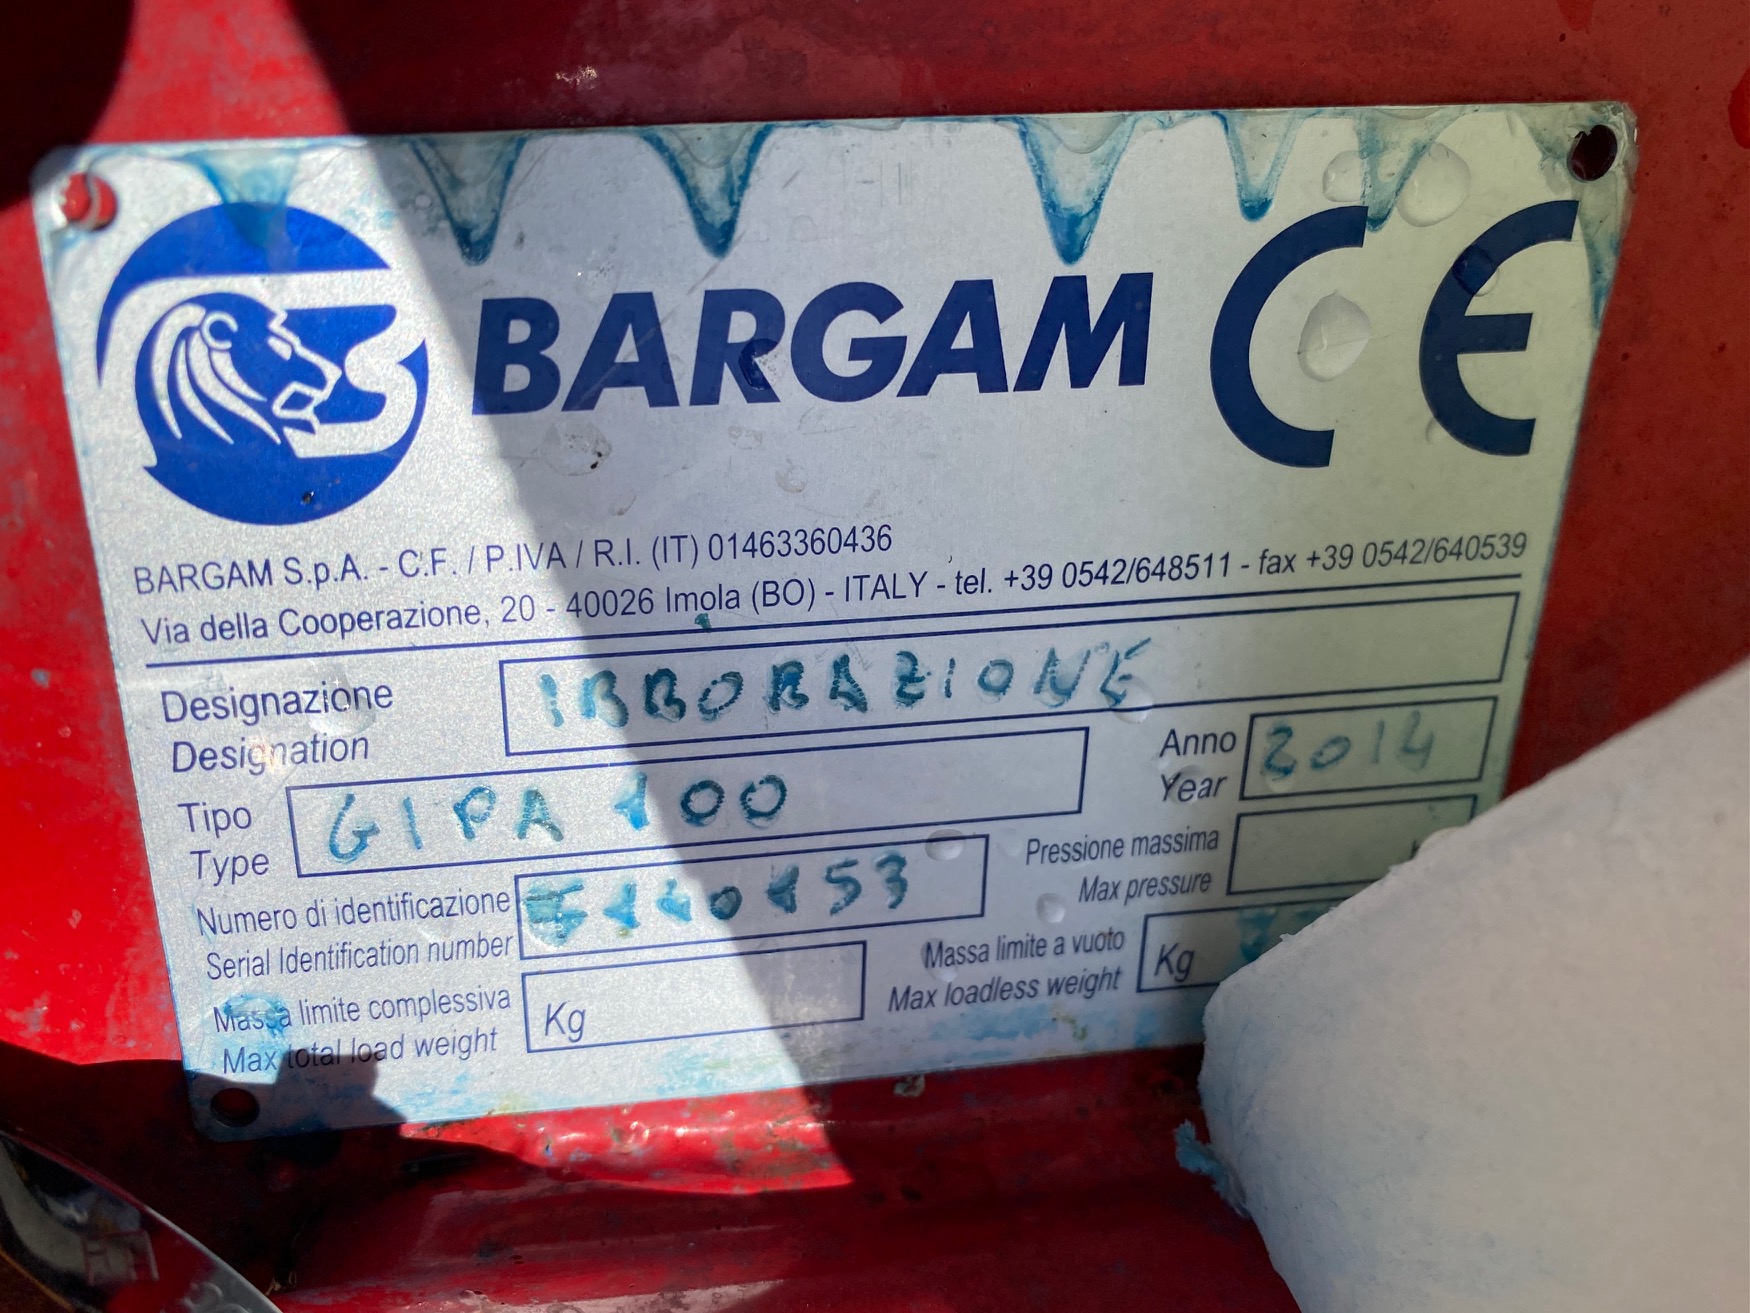 BARGAM CE
BARGAM S.p.A. - C.F. / P.IVA / R.I. (IT) 01463360436
Via della Cooperazione, 20 - 40026 Imola (BO) - ITALY - tel. +39 0542/648511 - fax +39 0542/640539
Designazione
Designation
IRRORAZIONE
Tipo
Type
GIPA 100
Anno
Year
2014
Numero di identificazione
Serial Identification number
Pressione massima
Max pressure
Massa limite complessiva
Max total load weight
Kg
Massa limite a vuoto
Max loadless weight
Kg